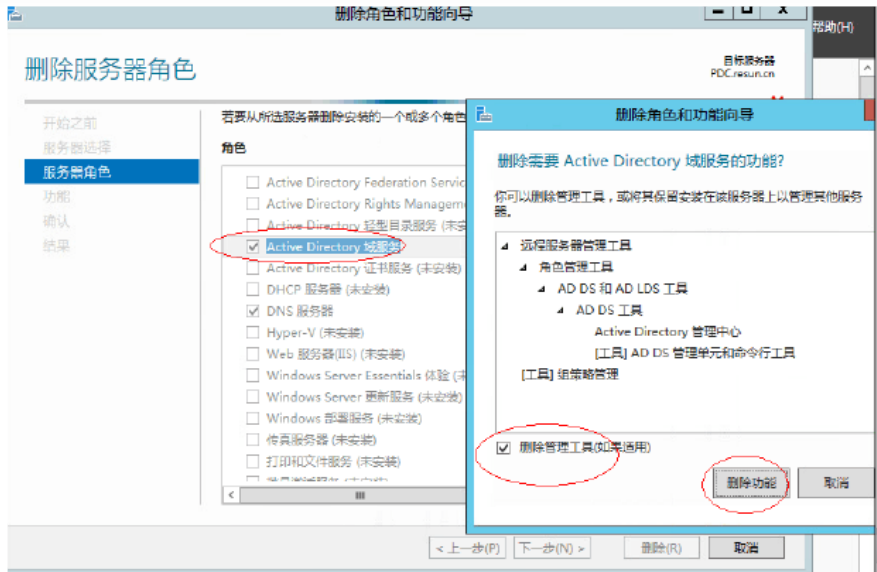 删除角色和功能向导
帮助(H)
删除服务器角色
目标服务器
PDC.resun.cn
开始之前
服务器选择
服务器角色
功能
确认
结果
若要从所选服务器删除安装的一个或多个角色
角色
Active Directory Federation Servic
Active Directory Rights Managem
Active Directory 轻型目录服务 (未安
Active Directory 域服务
Active Directory 证书服务 (未安装)
DHCP 服务器 (未安装)
DNS 服务器
Hyper-V (未安装)
Web 服务器(IIS) (未安装)
Windows Server Essentials 体验 (未
Windows Server 更新服务 (未安装)
Windows 部署服务 (未安装)
传真服务器 (未安装)
打印和文件服务 (未安装)
删除角色和功能向导
删除需要 Active Directory 域服务的功能?
你可以删除管理工具，或将其保留安装在该服务器上以管理其他服务
器。
远程服务器管理工具
角色管理工具
AD DS 和 AD LDS 工具
AD DS 工具
Active Directory 管理中心
[工具] AD DS 管理单元和命令行工具
[工具] 组策略管理
删除管理工具(如果适用)
删除功能
取消
< 上一步(P)
下一步(N) >
删除(R)
取消